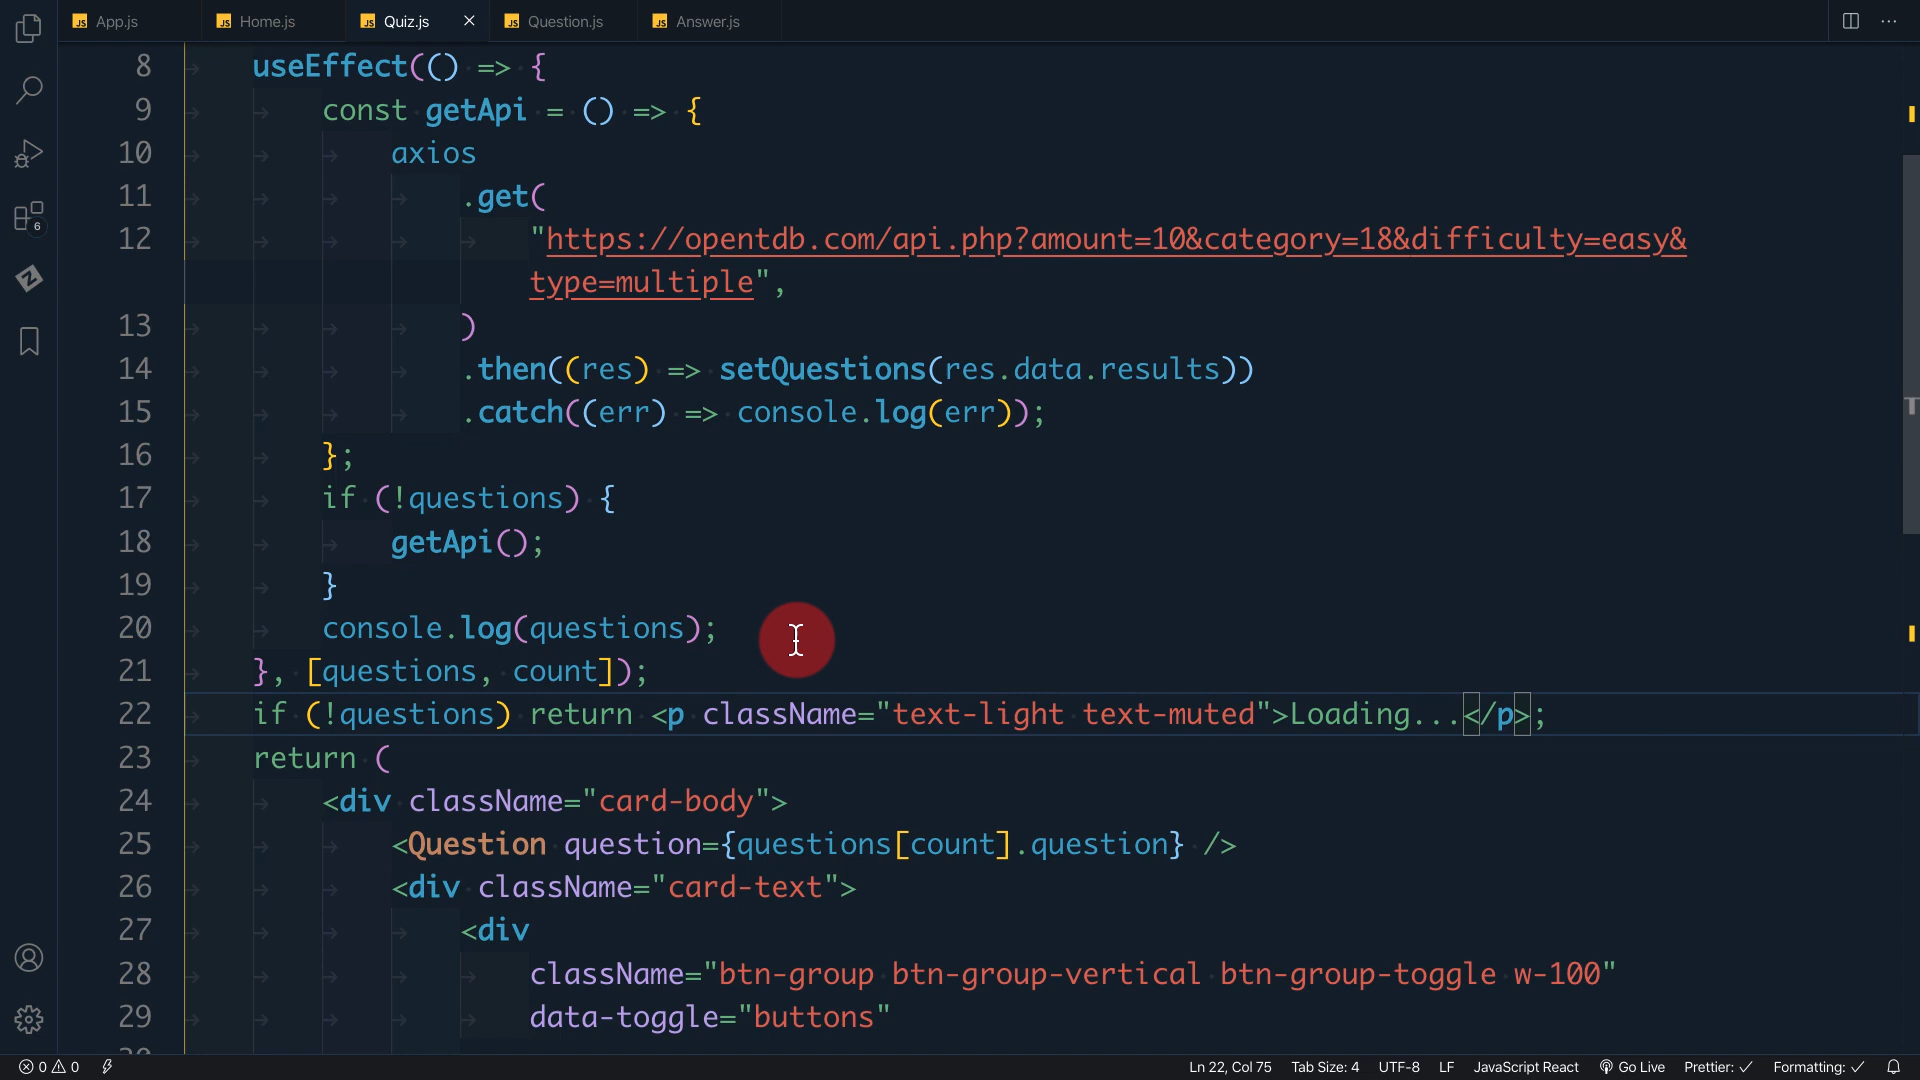 JS App.js
JS Home.js
JS Quiz.js ×
JS Question.js
JS Answer.js
8 useEffect(() => {
9 const getApi = () => {
10 axios
11 .get(
12 "https://opentdb.com/api.php?amount=10&category=18&difficulty=easy&
type=multiple",
13 )
14 .then((res) => setQuestions(res.data.results))
15 .catch((err) => console.log(err));
16 };
17 if (!questions) {
18 getApi();
19 }
20 console.log(questions);
21 }, [questions, count]);
22 if (!questions) return <p className="text-light text-muted">Loading...</p>;
23 return (
24 <div className="card-body">
25 <Question question={questions[count].question} />
26 <div className="card-text">
27 <div
28 className="btn-group btn-group-vertical btn-group-toggle w-100"
29 data-toggle="buttons"
6
0 0
Ln 22, Col 75
Tab Size: 4
UTF-8
LF
JavaScript React
Go Live
Prettier: ✓
Formatting: ✓